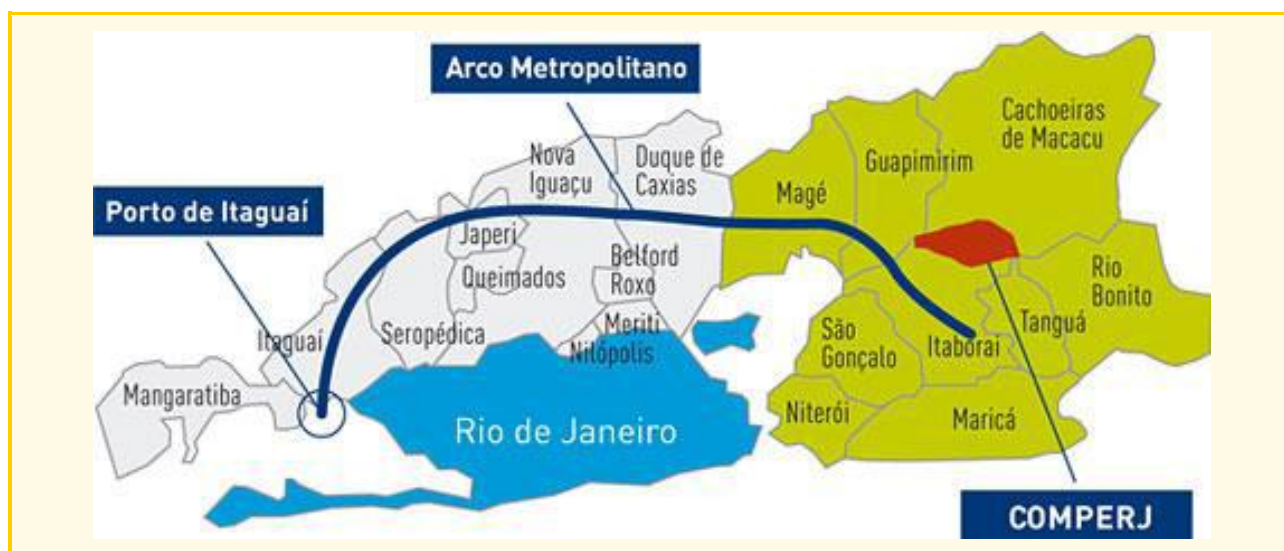 Arco Metropolitano
Porto de Itaguaí
Nova
Iguaçu
Duque de
Caxias
Magé
Guapimirim
Cachoeiras
de Macacu
Japeri
Queimados
Belford
Roxo
Itaguaí
Seropédica
Meriti
Nilópolis
São
Gonçalo
Itaboraí
Tanguá
Rio
Bonito
Mangaratiba
Rio de Janeiro
Niterói
Maricá
COMPERJ